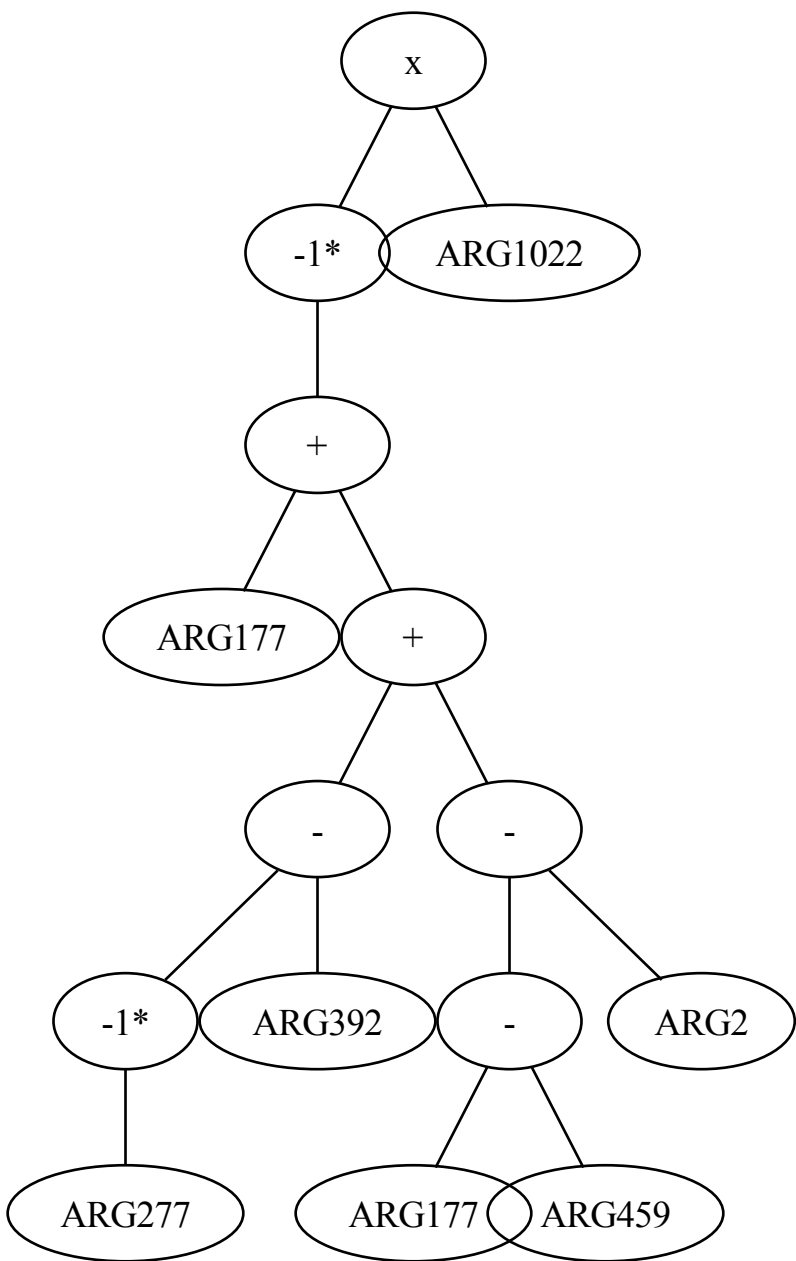 x
-1* ARG1022
+
ARG177 +
- -
-1* ARG392 - ARG2
ARG277 ARG177 ARG459